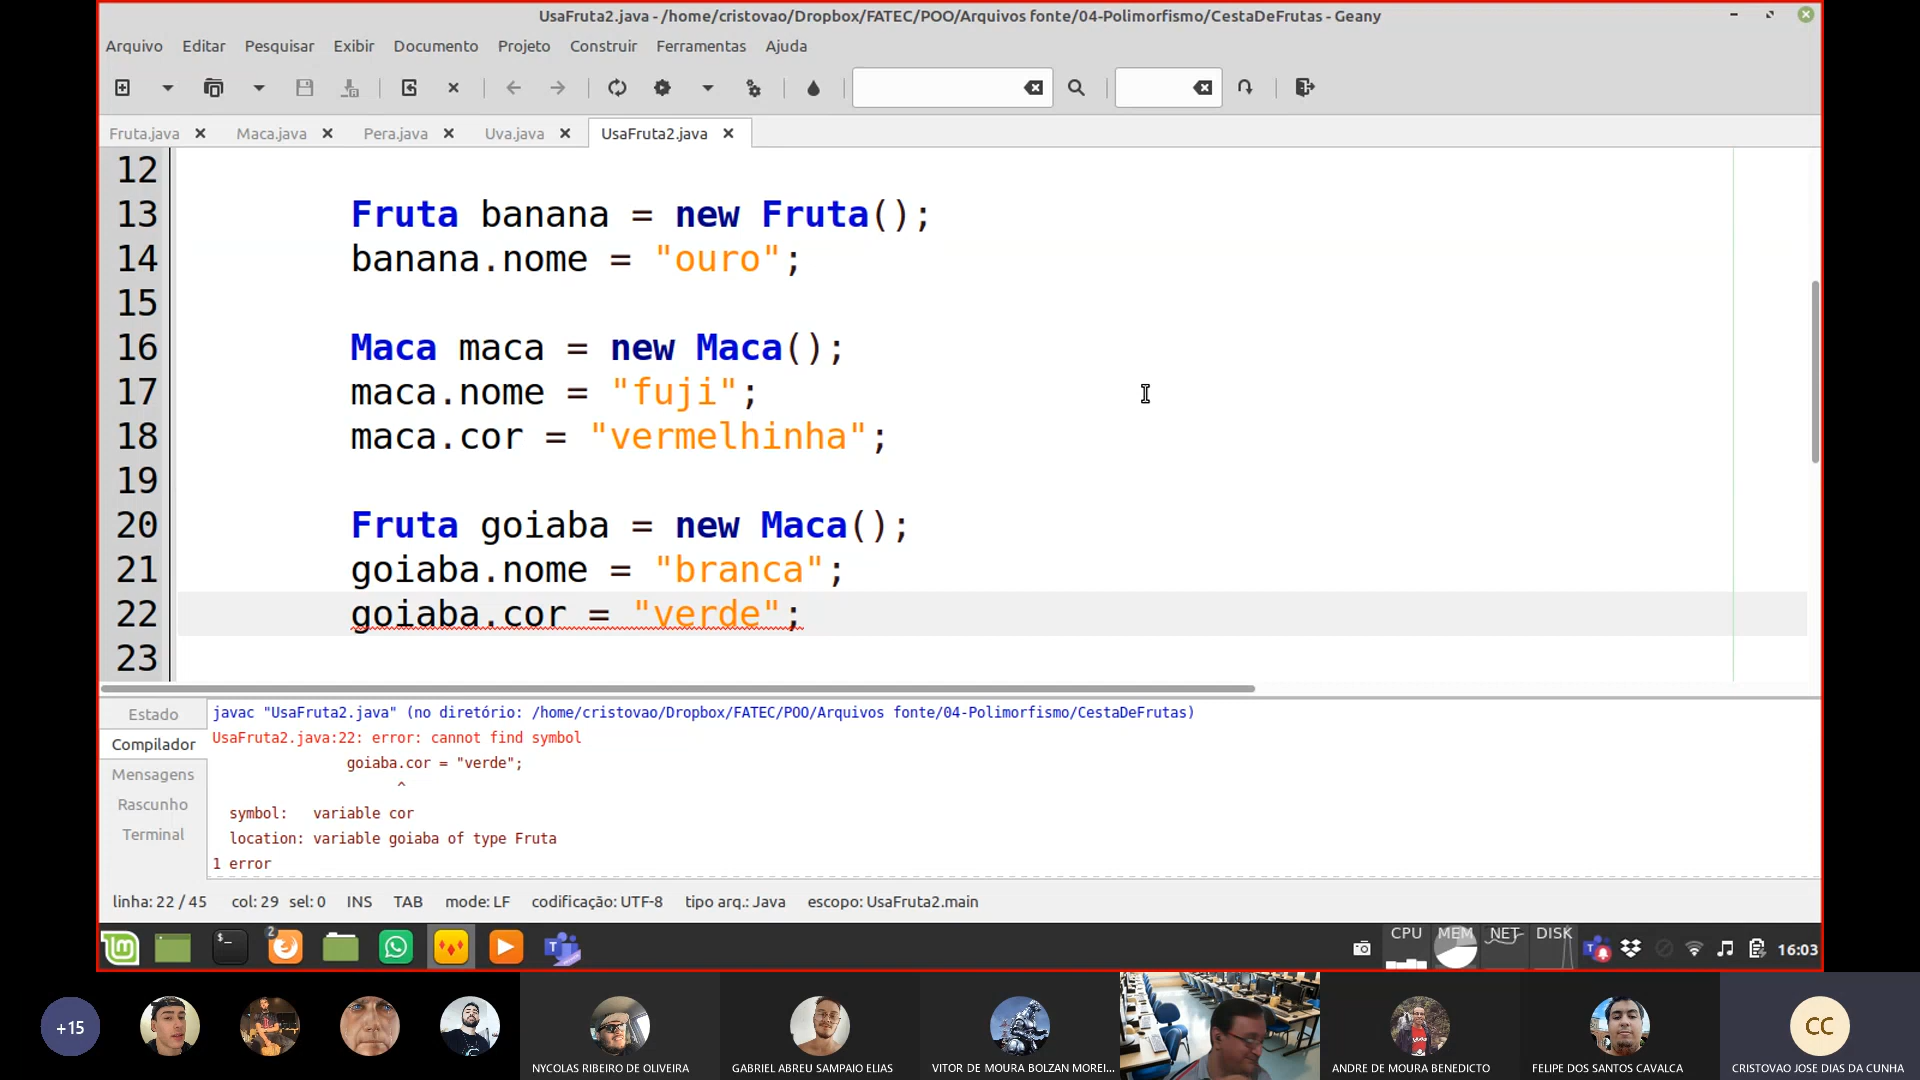 UsaFruta2.java - /home/cristovao/Dropbox/FATEC/POO/Arquivos fonte/04-Polimorfismo/CestaDeFrutas - Geany
Arquivo Editar Pesquisar Exibir Documento Projeto Construir Ferramentas Ajuda
Fruta.java Maca.java Pera.java Uva.java UsaFruta2.java
12
13 Fruta banana = new Fruta();
14 banana.nome = "ouro";
15
16 Maca maca = new Maca();
17 maca.nome = "fuji";
18 maca.cor = "vermelhinha";
19
20 Fruta goiaba = new Maca();
21 goiaba.nome = "branca";
22 goiaba.cor = "verde";
23
Estado
Compilador
Mensagens
Rascunho
Terminal
javac "UsaFruta2.java" (no diretório: /home/cristovao/Dropbox/FATEC/POO/Arquivos fonte/04-Polimorfismo/CestaDeFrutas)
UsaFruta2.java:22: error: cannot find symbol
goiaba.cor = "verde";
^
symbol: variable cor
location: variable goiaba of type Fruta
1 error
linha: 22 / 45 col: 29 sel: 0 INS TAB mode: LF codificação: UTF-8 tipo arq.: Java escopo: UsaFruta2.main
2
CPU MEM NET DISK 16:03
+15
NYCOLAS RIBEIRO DE OLIVEIRA
GABRIEL ABREU SAMPAIO ELIAS
VITOR DE MOURA BOLZAN MOREI...
ANDRE DE MOURA BENEDICTO
FELIPE DOS SANTOS CAVALCA
CC
CRISTOVAO JOSE DIAS DA CUNHA